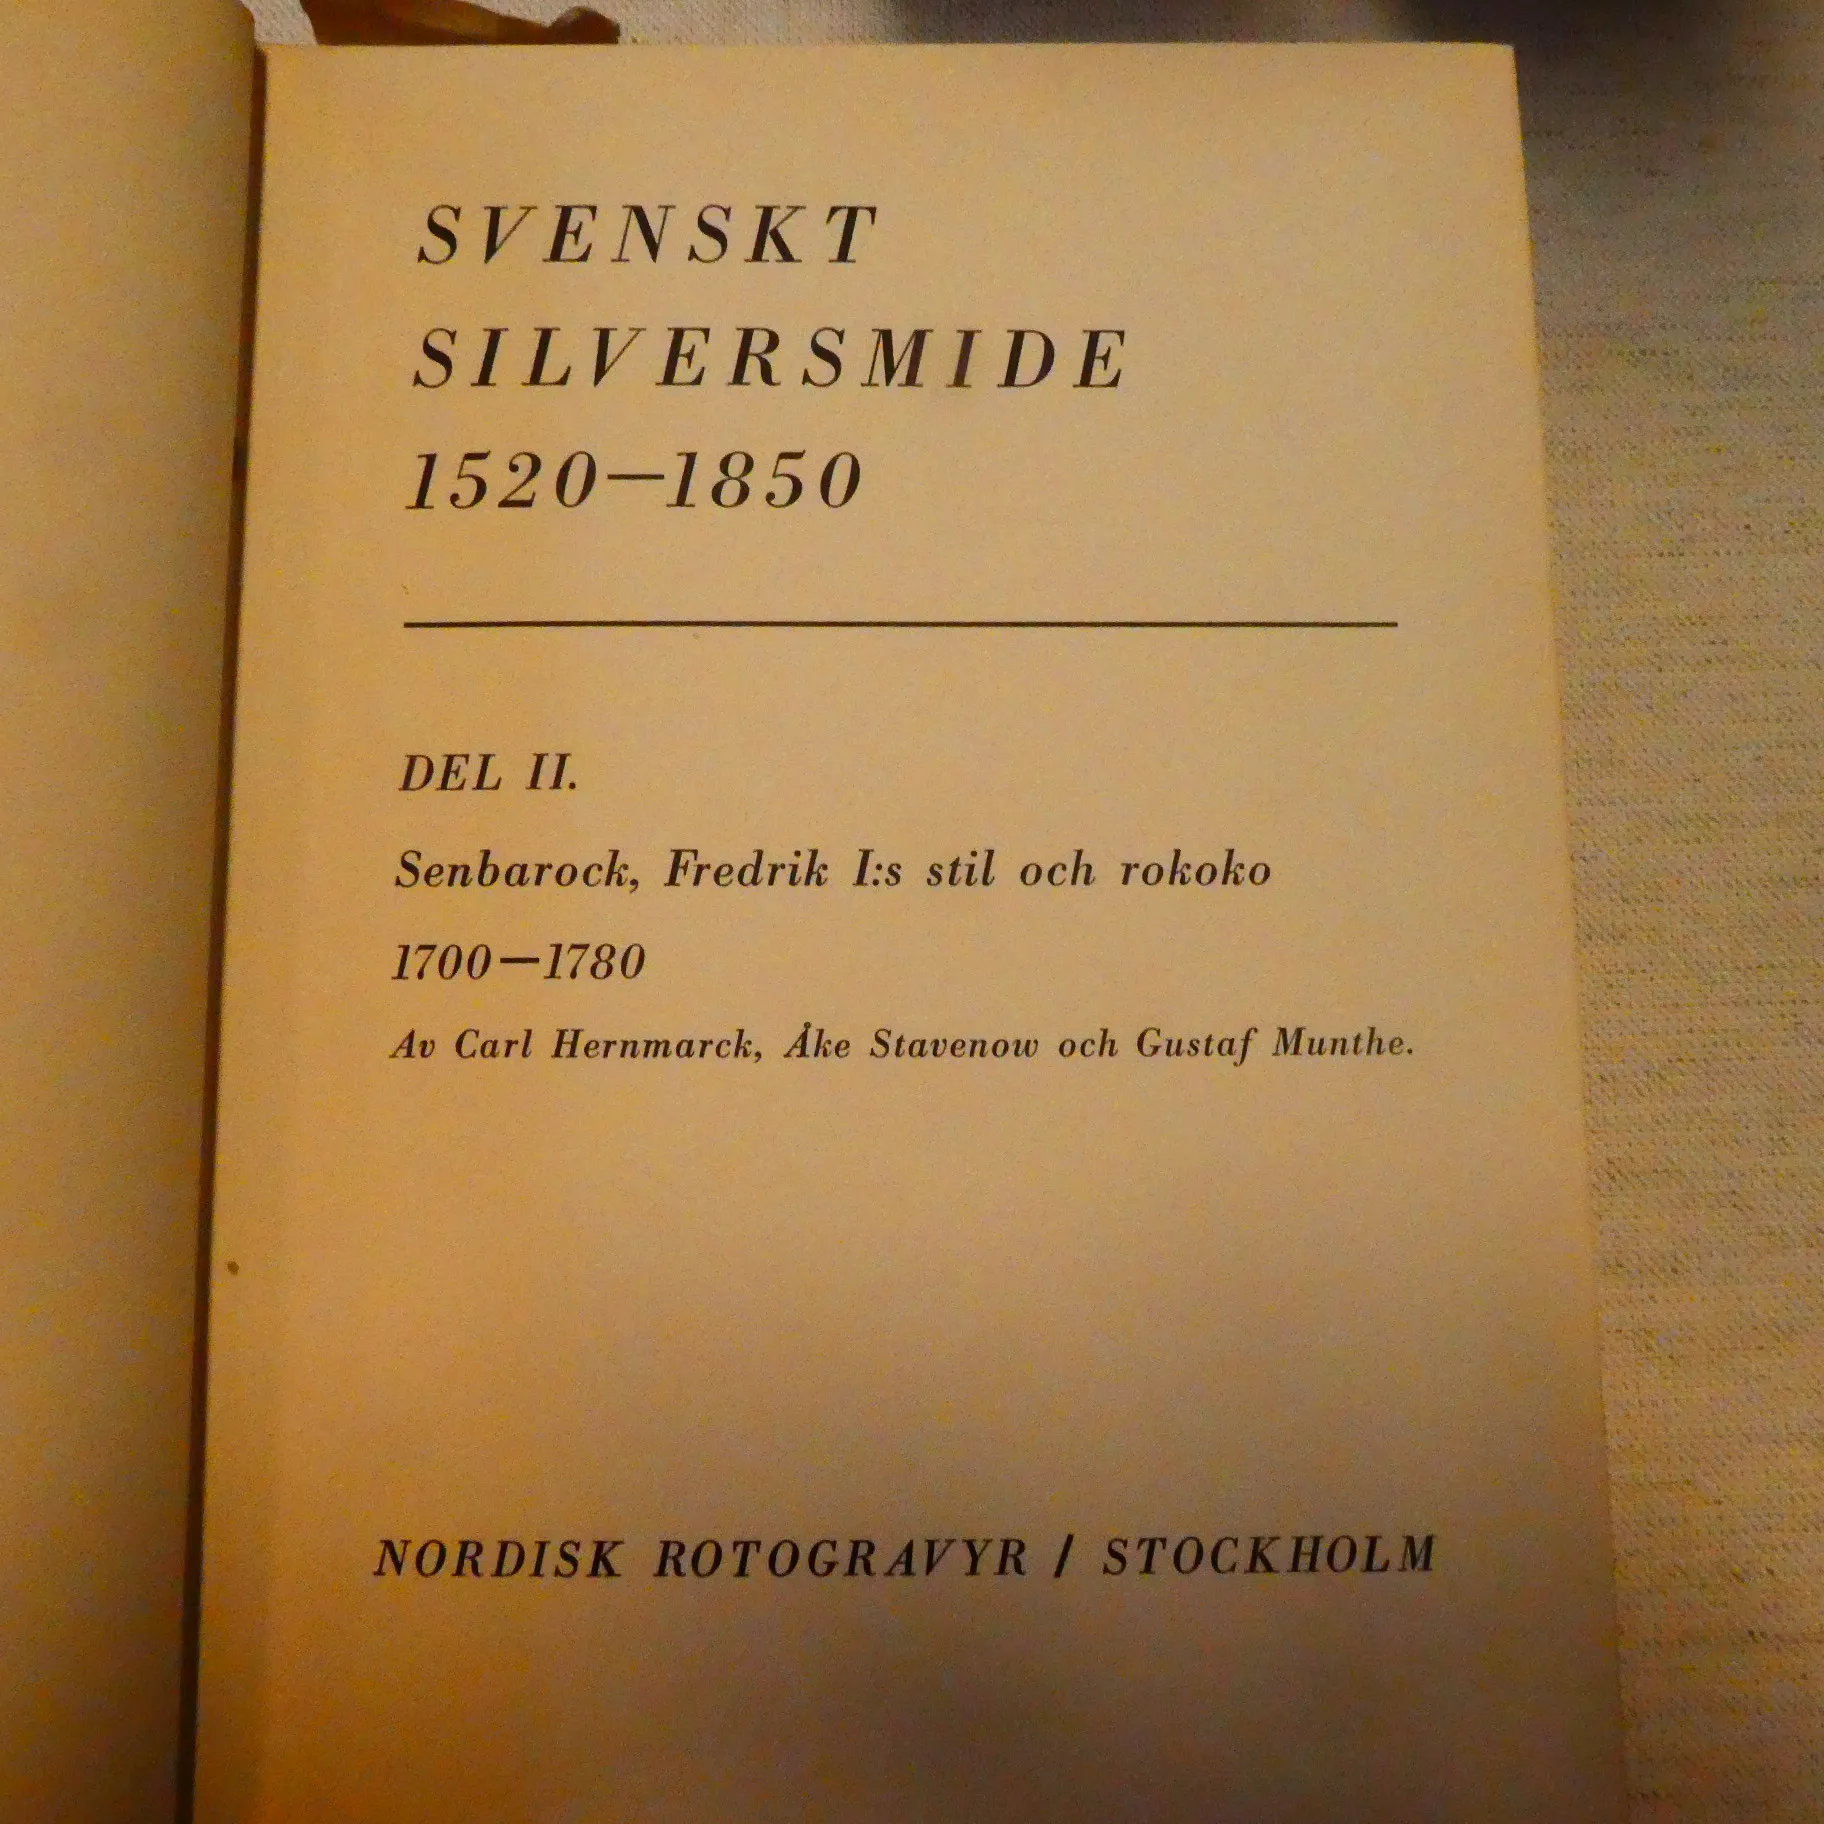 SVENSKT
SILVERSMIDE
1520—1850
DEL II.
Senbarock, Fredrik I:s stil och rokoko
1700—1780
Av Carl Hernmarck, Åke Stavenow och Gustaf Munthe.
NORDISK ROTOGRAVYR / STOCKHOLM